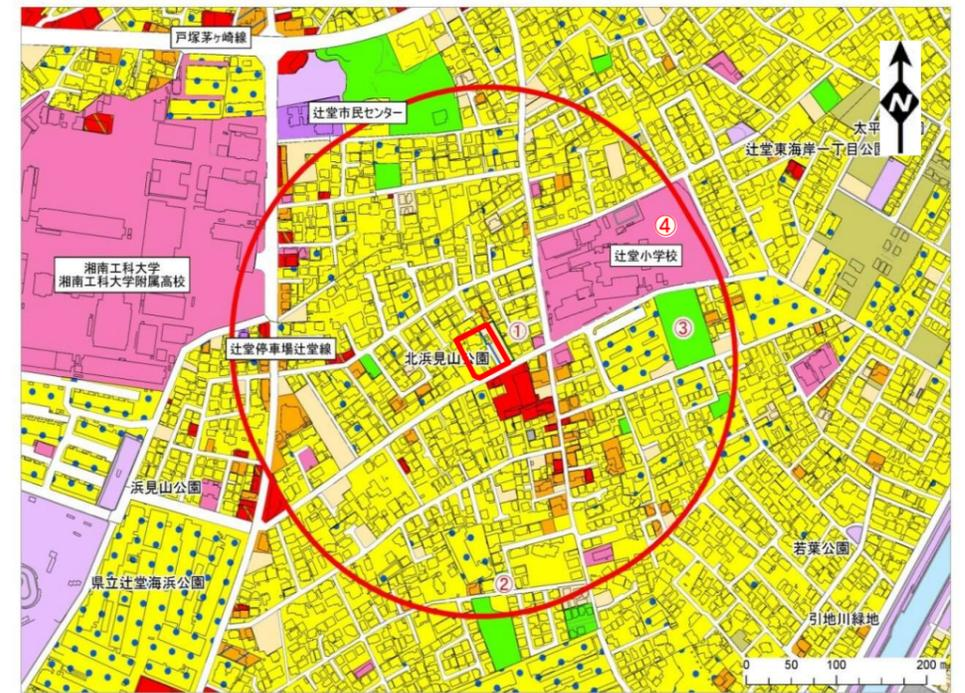 戸塚茅ヶ崎線
N
辻堂市民センター
辻堂東海岸一丁目公園
④
辻堂小学校
湘南工科大学
湘南工科大学附属高校
③
①
辻堂停車場辻堂線
北浜見山公園
浜見山公園
若葉公園
②
県立辻堂海浜公園
引地川緑地
0 50 100 200 m